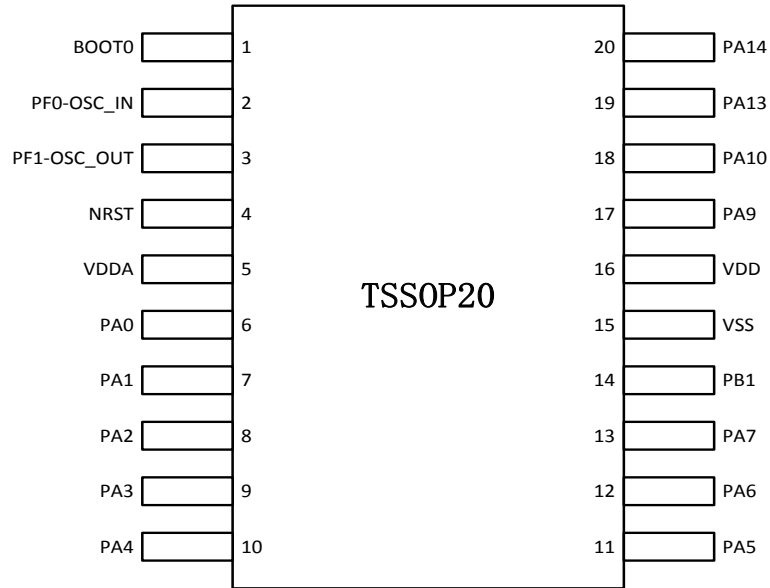 BOOT0 1 20 PA14
PF0-OSC_IN 2 19 PA13
PF1-OSC_OUT 3 18 PA10
NRST 4 17 PA9
VDDA 5 16 VDD
TSSOP20
PA0 6 15 VSS
PA1 7 14 PB1
PA2 8 13 PA7
PA3 9 12 PA6
PA4 10 11 PA5